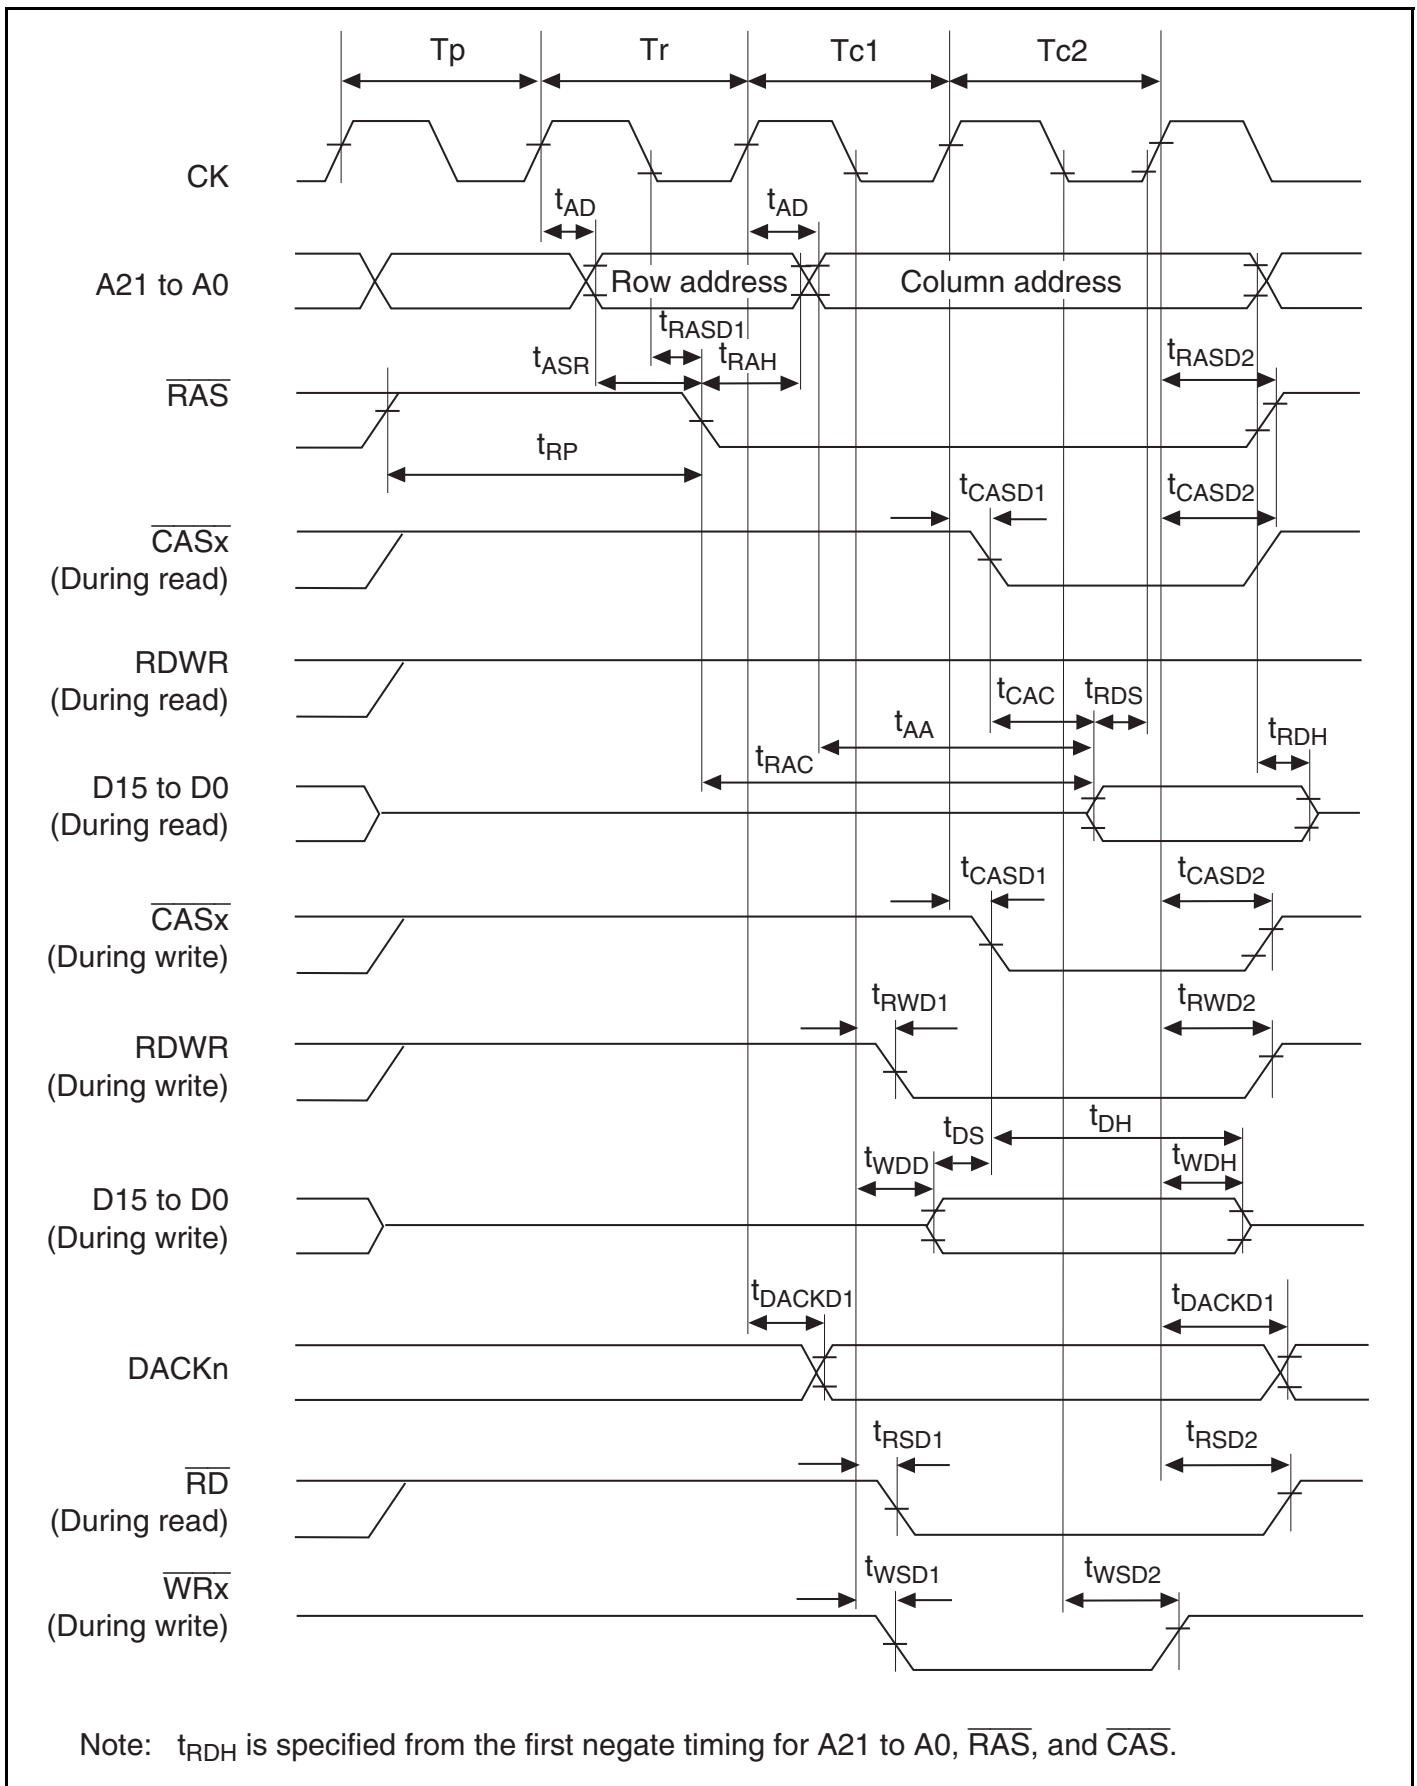 Tp Tr Tc1 Tc2
CK
tAD tAD
A21 to A0 Row address Column address
tRASD1
tASR tRAH tRASD2
RAS
tRP
tCASD1 tCASD2
CASx
(During read)
RDWR
(During read)
tCAC tRDS
tAA tRDH
tRAC
D15 to D0
(During read)
tCASD1 tCASD2
CASx
(During write)
tRWD1 tRWD2
RDWR
(During write)
tDS tDH
tWDD tWDH
D15 to D0
(During write)
tDACKD1 tDACKD1
DACKn
tRSD1 tRSD2
RD
(During read)
tWSD1 tWSD2
WRx
(During write)
Note: tRDH is specified from the first negate timing for A21 to A0, RAS, and CAS.